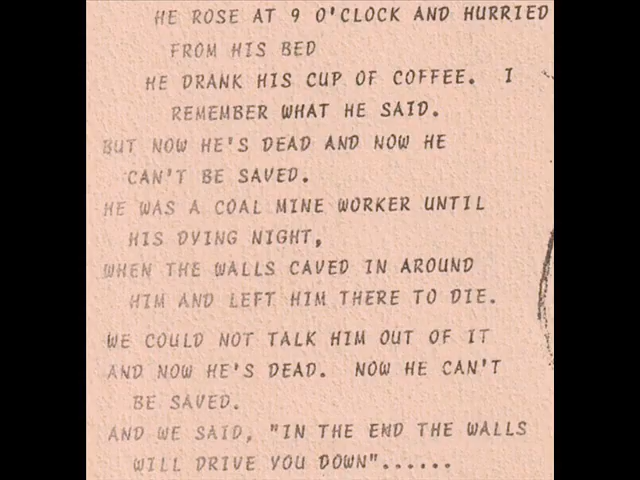 HE ROSE AT 9 O'CLOCK AND HURRIED
FROM HIS BED
HE DRANK HIS CUP OF COFFEE. I
REMEMBER WHAT HE SAID.
BUT NOW HE'S DEAD AND NOW HE
CAN'T BE SAVED.
HE WAS A COAL MINE WORKER UNTIL
HIS DYING NIGHT,
WHEN THE WALLS CAVED IN AROUND
HIM AND LEFT HIM THERE TO DIE.
WE COULD NOT TALK HIM OUT OF IT
AND NOW HE'S DEAD. NOW HE CAN'T
BE SAVED.
AND WE SAID, "IN THE END THE WALLS
WILL DRIVE YOU DOWN"......